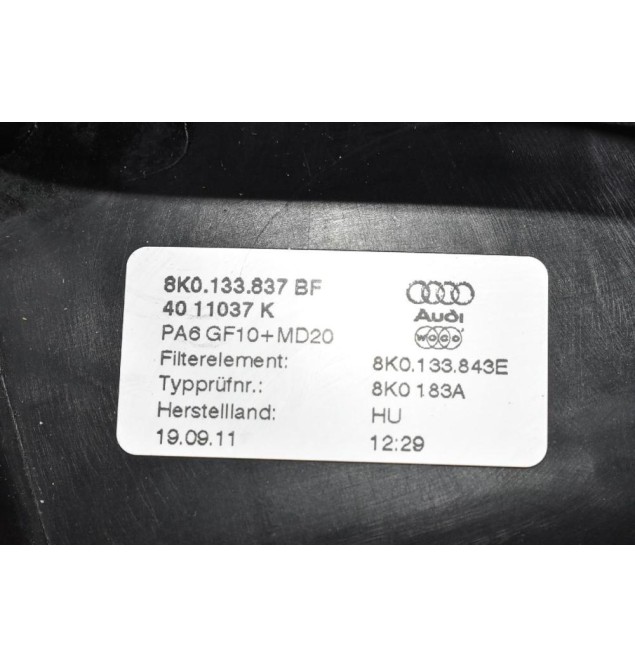 8K0.133.837 BF
40 11037 K
Audi
PA6 GF10+MD20
WOCO
Filterelement: 8K0.133.843E
Typprüfnr.: 8K0 183A
Herstellland: HU
19.09.11 12:29